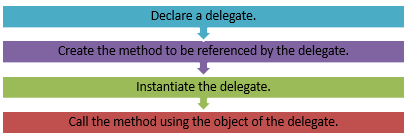 Declare a delegate.
Create the method to be referenced by the delegate.
Instantiate the delegate.
Call the method using the object of the delegate.